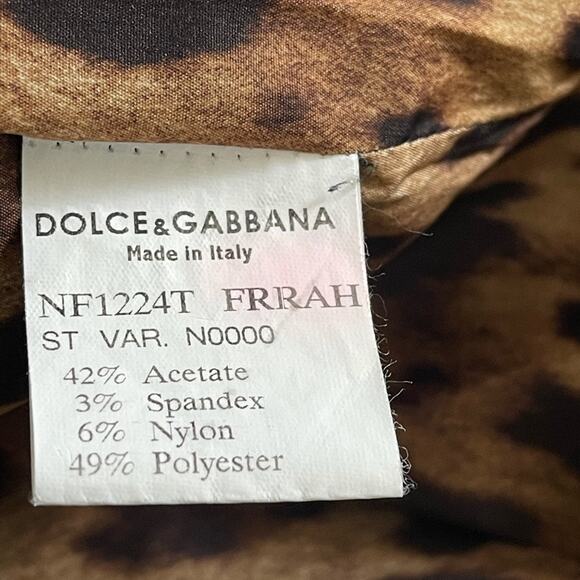 DOLCE&GABBANA
Made in Italy
NF1224T FRRAH
ST VAR. N0000
42% Acetate
3% Spandex
6% Nylon
49% Polyester